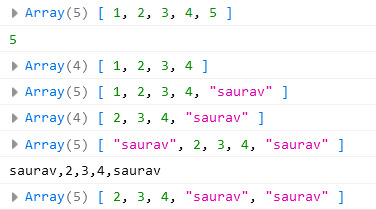 Array(5) [ 1, 2, 3, 4, 5 ]
5
Array(4) [ 1, 2, 3, 4 ]
Array(5) [ 1, 2, 3, 4, "saurav" ]
Array(4) [ 2, 3, 4, "saurav" ]
Array(5) [ "saurav", 2, 3, 4, "saurav" ]
saurav,2,3,4,saurav
Array(5) [ 2, 3, 4, "saurav", "saurav" ]